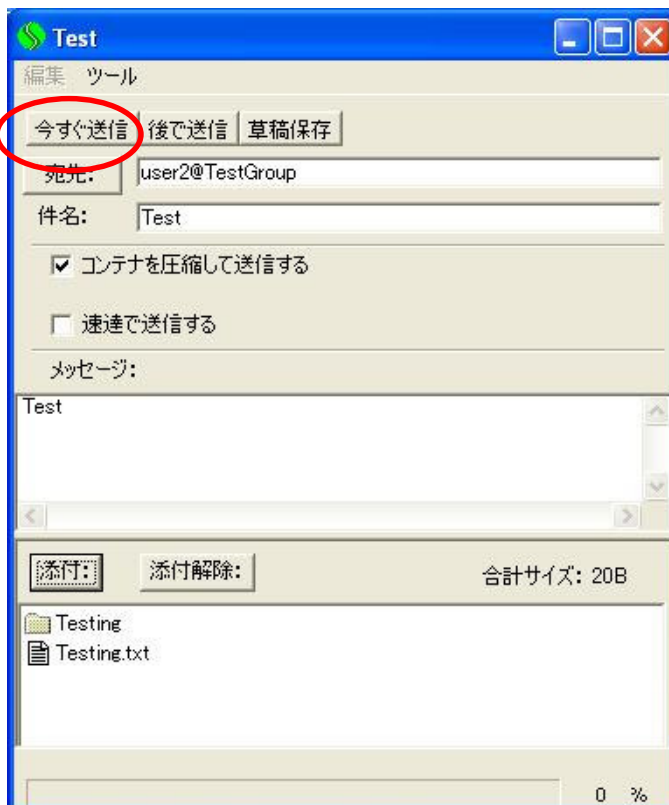 Test
編集 ツール
今すぐ送信 後で送信 草稿保存
宛先: user2@TestGroup
件名: Test
コンテナを圧縮して送信する
速達で送信する
メッセージ:
Test
添付: 添付解除: 合計サイズ: 20B
Testing
Testing.txt
0 %